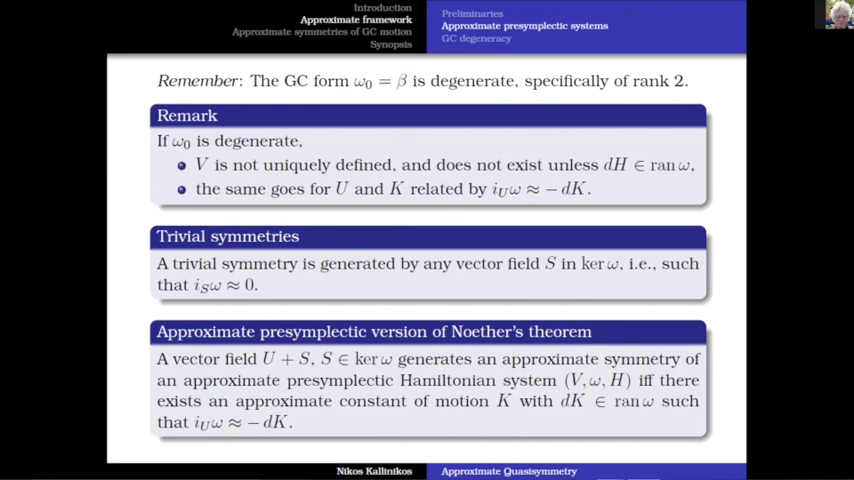 Introduction
Approximate framework
Approximate symmetries of GC motion
Synopsis
Preliminaries
Approximate presymplectic systems
GC degeneracy
Remember: The GC form ω₀ = β is degenerate, specifically of rank 2.
Remark
If ω₀ is degenerate,
V is not uniquely defined, and does not exist unless dH ∈ ran ω,
the same goes for U and K related by i_Uω ≈ −dK.
Trivial symmetries
A trivial symmetry is generated by any vector field S in ker ω, i.e., such
that i_Sω ≈ 0.
Approximate presymplectic version of Noether's theorem
A vector field U + S, S ∈ ker ω generates an approximate symmetry of
an approximate presymplectic Hamiltonian system (V, ω, H) iff there
exists an approximate constant of motion K with dK ∈ ran ω such
that i_Uω ≈ −dK.
Nikos Kallinikos
Approximate Quasisymmetry